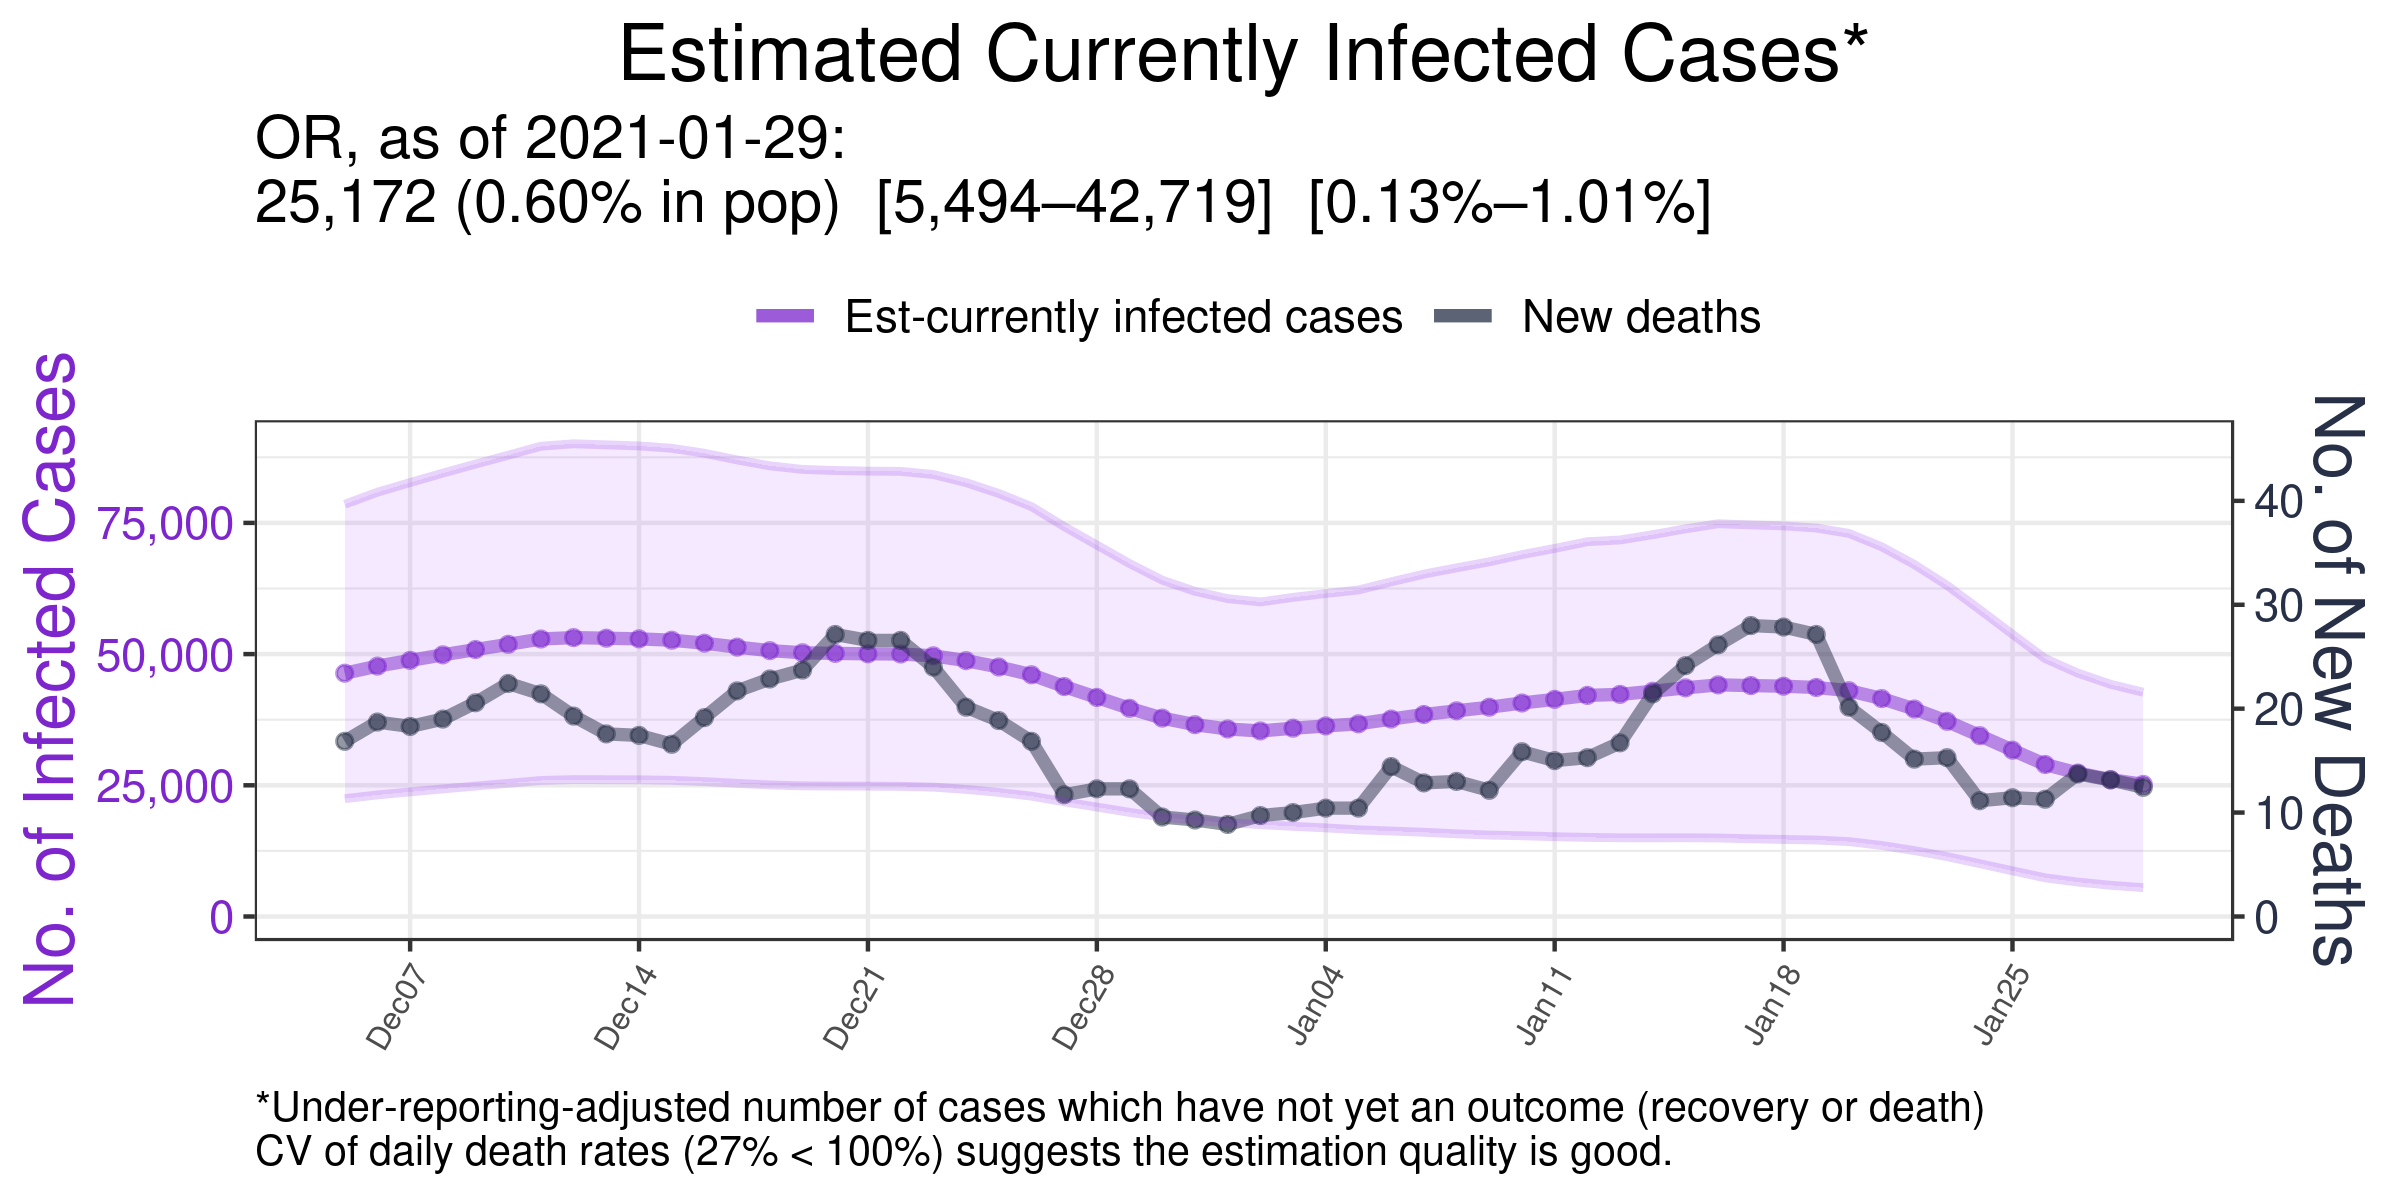 Estimated Currently Infected Cases*
OR, as of 2021-01-29:
25,172 (0.60% in pop)  [5,494–42,719]  [0.13%–1.01%]
Est-currently infected cases
New deaths
No. of Infected Cases
75,000
50,000
25,000
0
40
30
20
10
0
No. of New Deaths
Dec07
Dec14
Dec21
Dec28
Jan04
Jan11
Jan18
Jan25
*Under-reporting-adjusted number of cases which have not yet an outcome (recovery or death)
CV of daily death rates (27% < 100%) suggests the estimation quality is good.